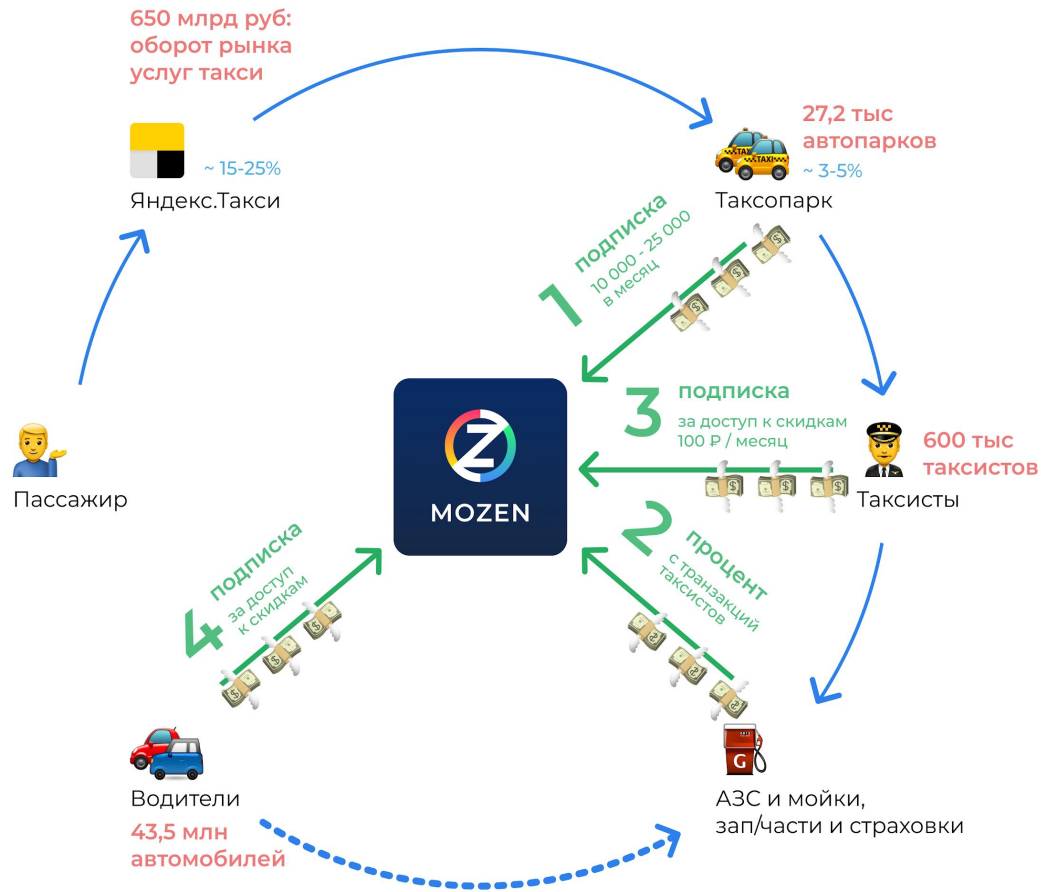 650 млрд руб:
оборот рынка
услуг такси
~ 15-25%
Яндекс.Такси
27,2 тыс
автопарков
~ 3-5%
TAXI
TAXI
Таксопарк
1
подписка
10 000 - 25 000
в месяц
3
подписка
за доступ к скидкам
100 ₽ / месяц
600 тыс
таксистов
Таксисты
Пассажир
Z
MOZEN
2
процент
с транзакций
таксистов
4
подписка
за доступ
к скидкам
Водители
43,5 млн
автомобилей
G
АЗС и мойки,
зап/части и страховки